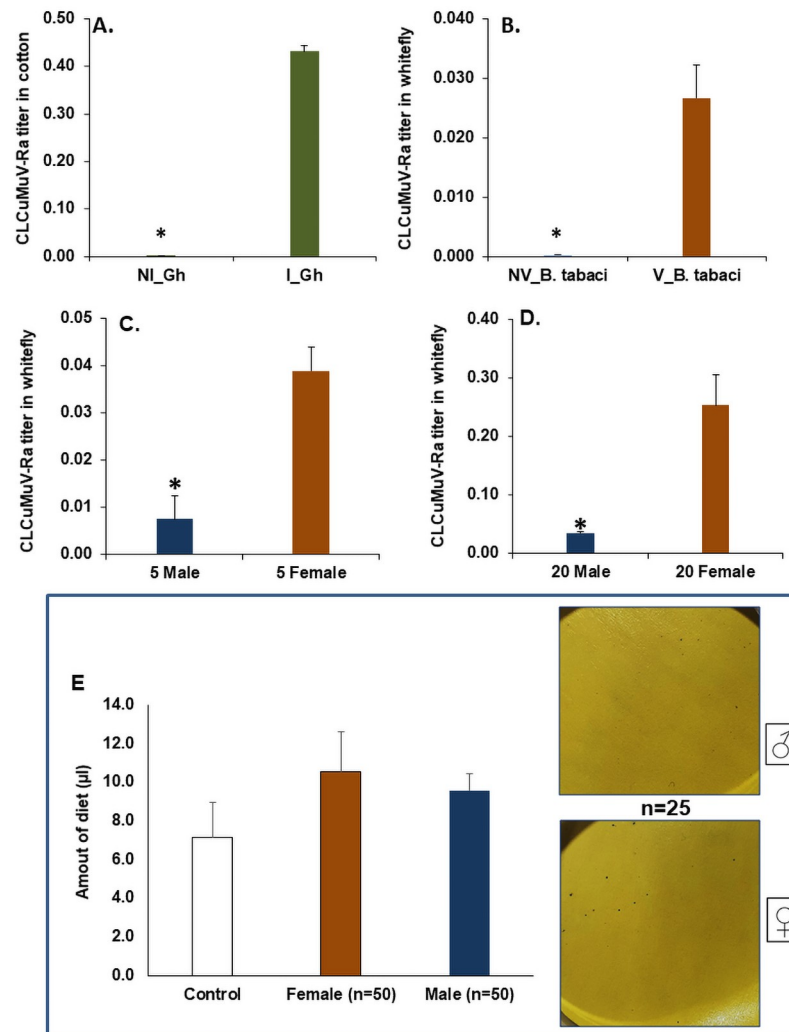 A.
CLCuMuV-Ra titer in cotton
0.50
0.40
0.30
0.20
0.10
0.00
*
NI_Gh
I_Gh
B.
CLCuMuV-Ra titer in whitefly
0.040
0.030
0.020
0.010
0.000
*
NV_B. tabaci
V_B. tabaci
C.
CLCuMuV-Ra titer in whitefly
0.05
0.04
0.03
0.02
0.01
0.00
*
5 Male
5 Female
D.
CLCuMuV-Ra titer in whitefly
0.40
0.30
0.20
0.10
0.00
*
20 Male
20 Female
E
Amout of diet (µl)
14.0
12.0
10.0
8.0
6.0
4.0
2.0
0.0
Control
Female (n=50)
Male (n=50)
♂
n=25
♀